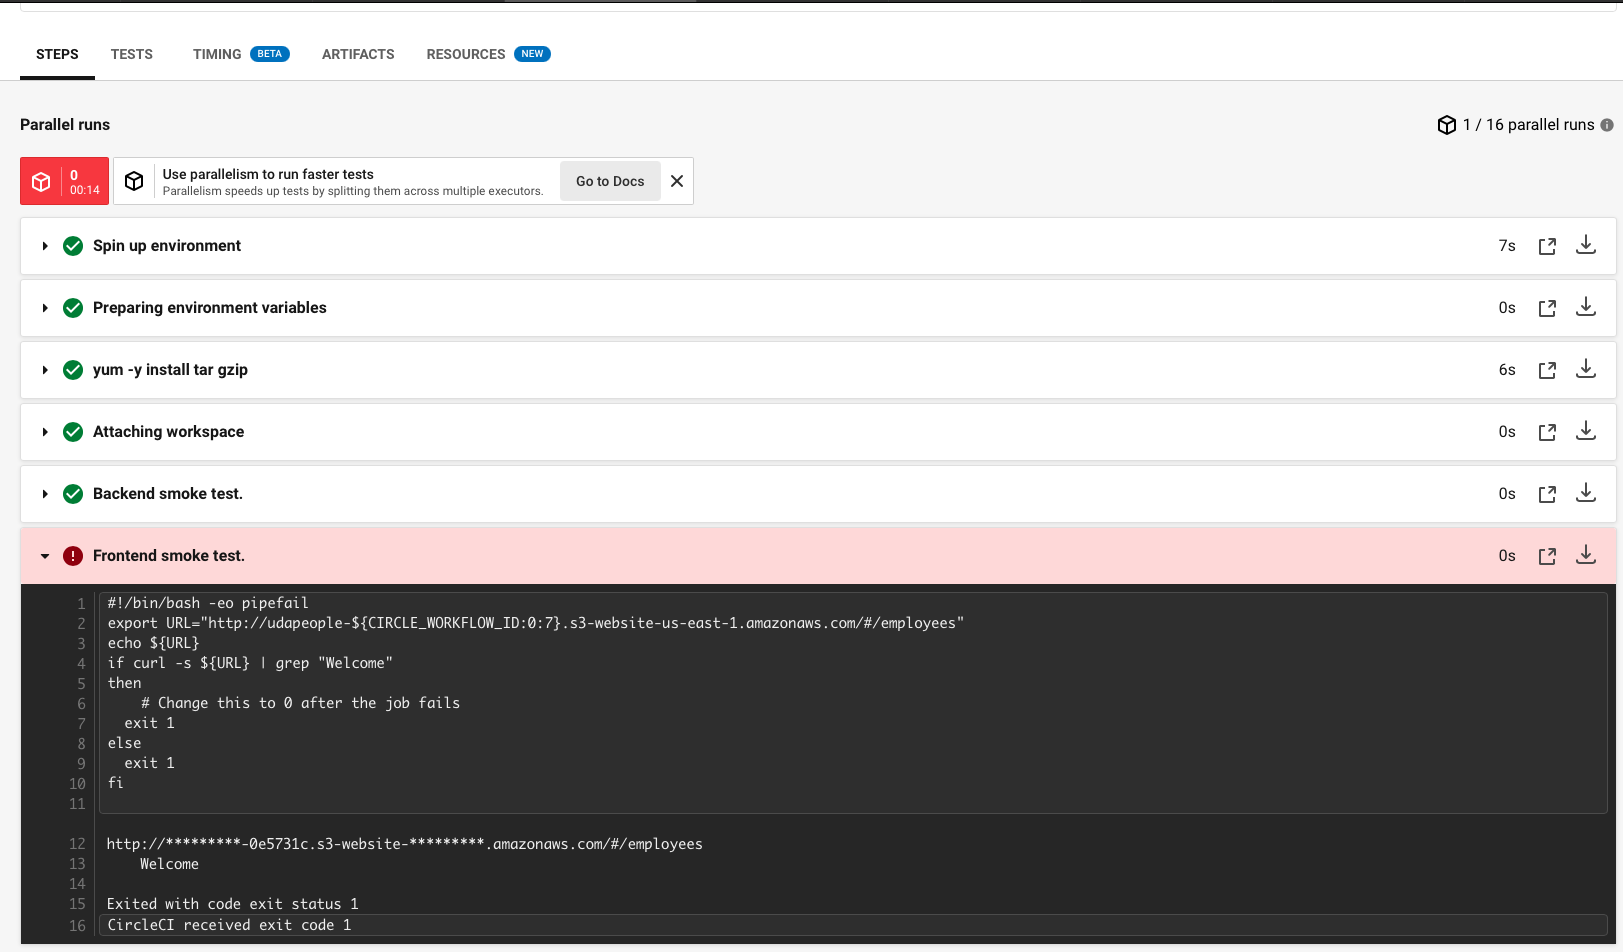 STEPS TESTS TIMING BETA ARTIFACTS RESOURCES NEW
Parallel runs
1 / 16 parallel runs
0
00:14
Use parallelism to run faster tests
Parallelism speeds up tests by splitting them across multiple executors.
Go to Docs
Spin up environment 7s
Preparing environment variables 0s
yum -y install tar gzip 6s
Attaching workspace 0s
Backend smoke test. 0s
Frontend smoke test. 0s
1 #!/bin/bash -eo pipefail
2 export URL="http://udapeople-${CIRCLE_WORKFLOW_ID:0:7}.s3-website-us-east-1.amazonaws.com/#/employees"
3 echo ${URL}
4 if curl -s ${URL} | grep "Welcome"
5 then
6     # Change this to 0 after the job fails
7   exit 1
8 else
9   exit 1
10 fi
11
12 http://*********-0e5731c.s3-website-*********.amazonaws.com/#/employees
13     Welcome
14
15 Exited with code exit status 1
16 CircleCI received exit code 1